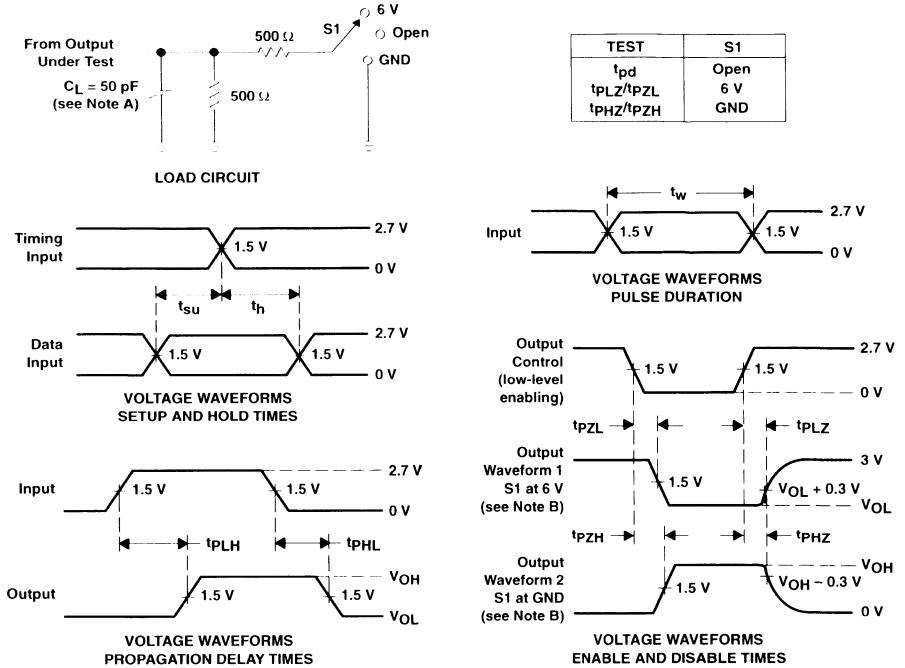 6 V
S1
Open
GND
From Output
Under Test
500 Ω
CL = 50 pF
(see Note A)
500 Ω
LOAD CIRCUIT
TEST S1
tpd Open
tPLZ/tPZL 6 V
tPHZ/tPZH GND
Timing
Input
2.7 V
1.5 V
0 V
tsu
th
Data
Input
2.7 V
1.5 V
1.5 V
0 V
VOLTAGE WAVEFORMS
SETUP AND HOLD TIMES
tw
Input
2.7 V
1.5 V
1.5 V
0 V
VOLTAGE WAVEFORMS
PULSE DURATION
Input
2.7 V
1.5 V
1.5 V
0 V
tPLH
tPHL
Output
VOH
1.5 V
1.5 V
VOL
VOLTAGE WAVEFORMS
PROPAGATION DELAY TIMES
Output
Control
(low-level
enabling)
2.7 V
1.5 V
1.5 V
0 V
tPZL
tPLZ
Output
Waveform 1
S1 at 6 V
(see Note B)
3 V
1.5 V
VOL + 0.3 V
VOL
tPZH
tPHZ
Output
Waveform 2
S1 at GND
(see Note B)
VOH
1.5 V
VOH − 0.3 V
0 V
VOLTAGE WAVEFORMS
ENABLE AND DISABLE TIMES